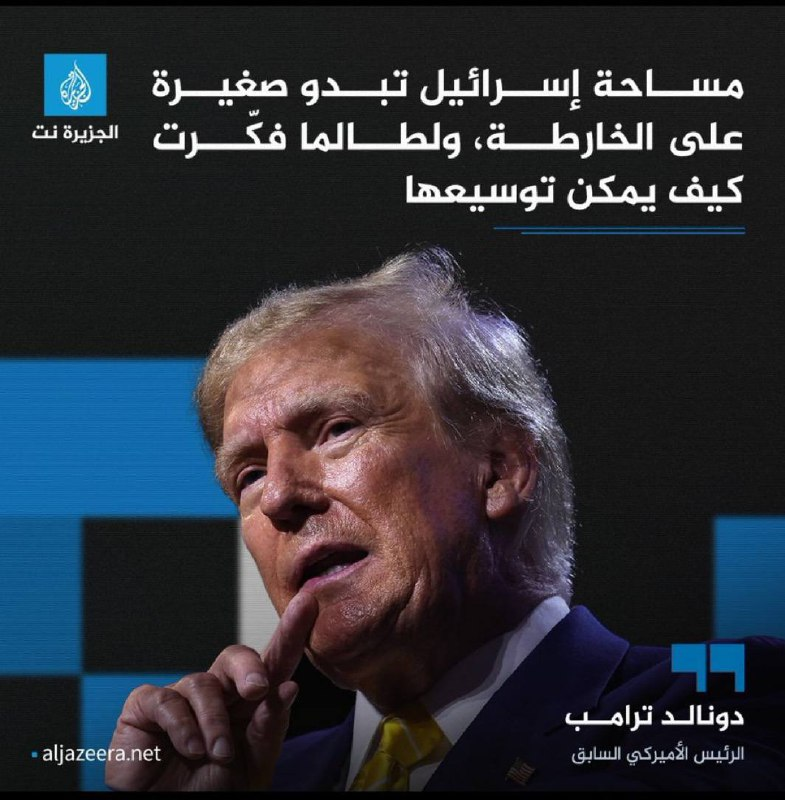 مساحة إسرائيل تبدو صغيرة
على الخارطة، ولطالما فكّرت
كيف يمكن توسيعها
الجزيرة نت
دونالد ترامب
الرئيس الأميركي السابق
aljazeera.net